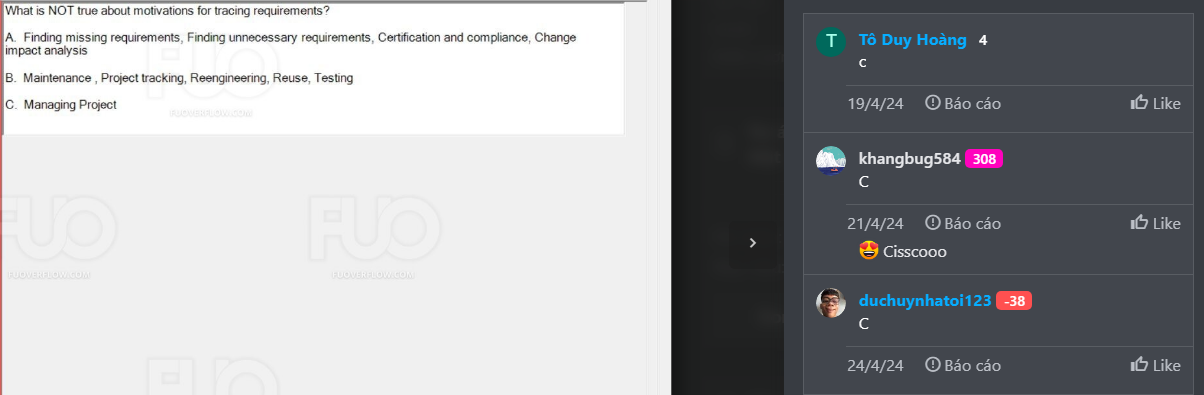 What is NOT true about motivations for tracing requirements?
A. Finding missing requirements, Finding unnecessary requirements, Certification and compliance, Change
impact analysis
B. Maintenance , Project tracking, Reengineering, Reuse, Testing
C. Managing Project
FUO
FUOVERFLOW.COM
FUO
FUOVERFLOW.COM
FUO
FUOVERFLOW.COM
FUO
T Tô Duy Hoàng 4
c
19/4/24 Báo cáo Like
khangbug584 308
C
21/4/24 Báo cáo Like
Cisscooo
duchuynhatoi123 -38
C
24/4/24 Báo cáo Like